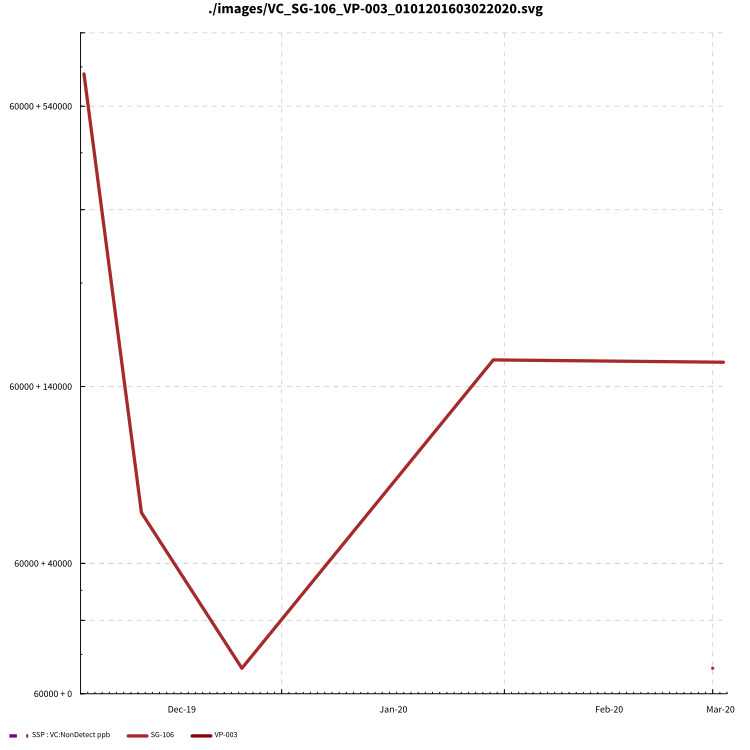 ./images/VC_SG-106_VP-003_0101201603022020.svg
60000 + 540000
60000 + 140000
60000 + 40000
60000 + 0
Dec-19 Jan-20 Feb-20 Mar-20
SSP : VC:NonDetect ppb SG-106 VP-003